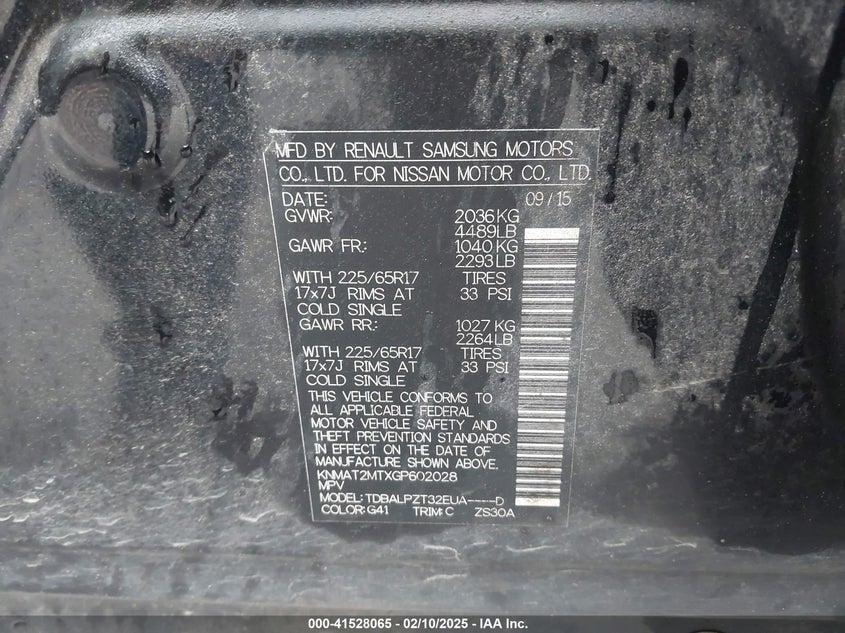 MFD BY RENAULT SAMSUNG MOTORS
CO., LTD. FOR NISSAN MOTOR CO., LTD.
DATE: 09/15
GVWR: 2036KG
4489LB
GAWR FR.: 1040KG
2293LB
WITH 225/65R17 TIRES
17x7J RIMS AT 33 PSI
COLD SINGLE
GAWR RR.: 1027KG
2264LB
WITH 225/65R17 TIRES
17x7J RIMS AT 33 PSI
COLD SINGLE
THIS VEHICLE CONFORMS TO
ALL APPLICABLE FEDERAL
MOTOR VEHICLE SAFETY AND
THEFT PREVENTION STANDARDS
IN EFFECT ON THE DATE OF
MANUFACTURE SHOWN ABOVE.
KNMAT2MTXGP602028
MPV
MODEL: TDBALPZT32EUA----D
COLOR: G41 TRIM: C ZS30A
000-41528065 - 02/10/2025 - IAA Inc.